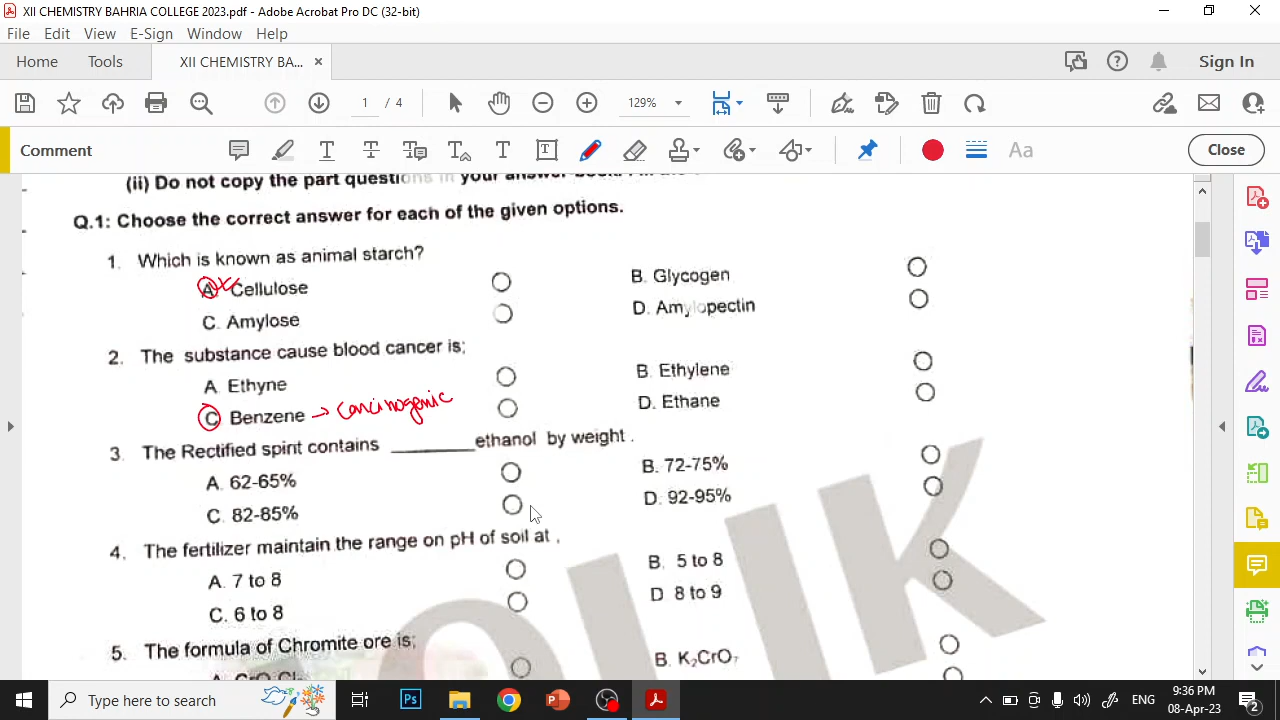 XII CHEMISTRY BAHRIA COLLEGE 2023.pdf - Adobe Acrobat Pro DC (32-bit)
File Edit View E-Sign Window Help
Home Tools XII CHEMISTRY BA... × Sign In
1 / 4 129%
Comment Aa Close
(ii) Do not copy the part questions in your answer book.
Q.1: Choose the correct answer for each of the given options.
1. Which is known as animal starch?
A. Cellulose B. Glycogen
C. Amylose D. Amylopectin
2. The substance cause blood cancer is;
A. Ethyne B. Ethylene
C Benzene → carcinogenic D. Ethane
3. The Rectified spirit contains ________ ethanol by weight .
A. 62-65% B. 72-75%
C. 82-85% D. 92-95%
4. The fertilizer maintain the range on pH of soil at .
A. 7 to 8 B. 5 to 8
C. 6 to 8 D 8 to 9
5. The formula of Chromite ore is;
B. K₂CrO₇
OLIK
Type here to search Ps ENG 9:36 PM
08-Apr-23 2